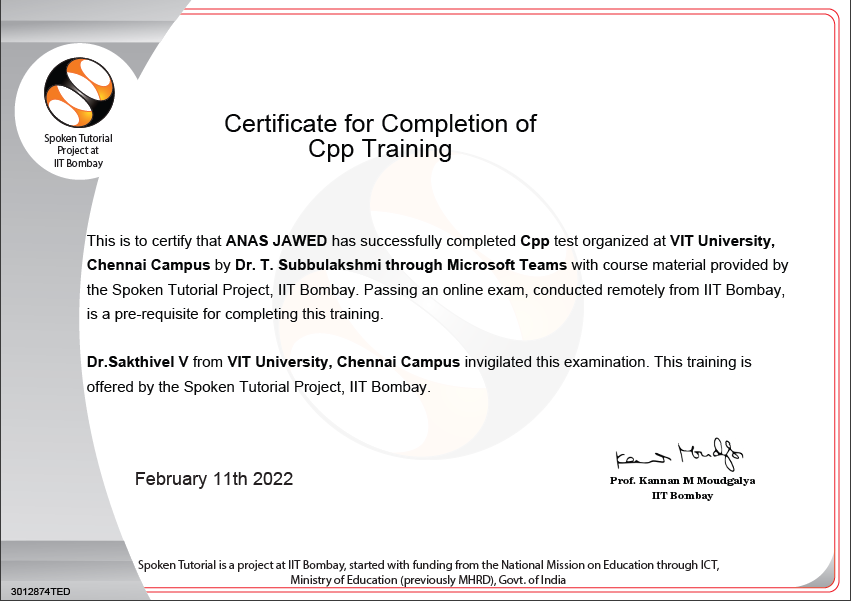 Spoken Tutorial
Project at
IIT Bombay
Certificate for Completion of
Cpp Training
This is to certify that ANAS JAWED has successfully completed Cpp test organized at VIT University,
Chennai Campus by Dr. T. Subbulakshmi through Microsoft Teams with course material provided by
the Spoken Tutorial Project, IIT Bombay. Passing an online exam, conducted remotely from IIT Bombay,
is a pre-requisite for completing this training.
Dr.Sakthivel V from VIT University, Chennai Campus invigilated this examination. This training is
offered by the Spoken Tutorial Project, IIT Bombay.
February 11th 2022
Kannan Moudgalya
Prof. Kannan M Moudgalya
IIT Bombay
Spoken Tutorial is a project at IIT Bombay, started with funding from the National Mission on Education through ICT,
Ministry of Education (previously MHRD), Govt. of India
3012874TED